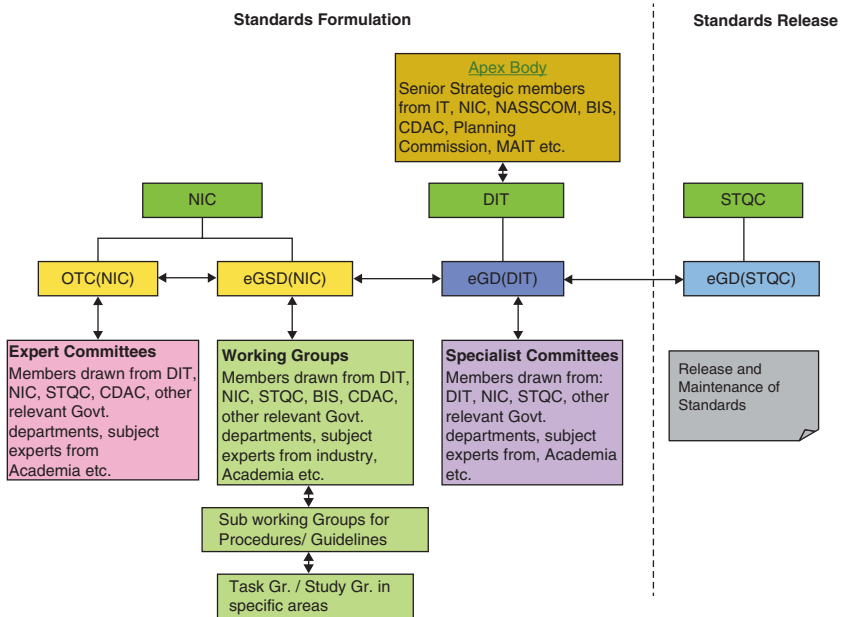 Standards Formulation
Standards Release
Apex Body
Senior Strategic members
from IT, NIC, NASSCOM, BIS,
CDAC, Planning
Commission, MAIT etc.
NIC
DIT
STQC
OTC(NIC)
eGSD(NIC)
eGD(DIT)
eGD(STQC)
Expert Committees
Members drawn from DIT,
NIC, STQC, CDAC, other
relevant Govt.
departments, subject
experts from
Academia etc.
Working Groups
Members drawn from DIT,
NIC, STQC, BIS, CDAC,
other relevant Govt.
departments, subject
experts from industry,
Academia etc.
Specialist Committees
Members drawn from:
DIT, NIC, STQC, other
relevant Govt.
departments, subject
experts from, Academia
etc.
Release and
Maintenance of
Standards
Sub working Groups for
Procedures/ Guidelines
Task Gr. / Study Gr. in
specific areas